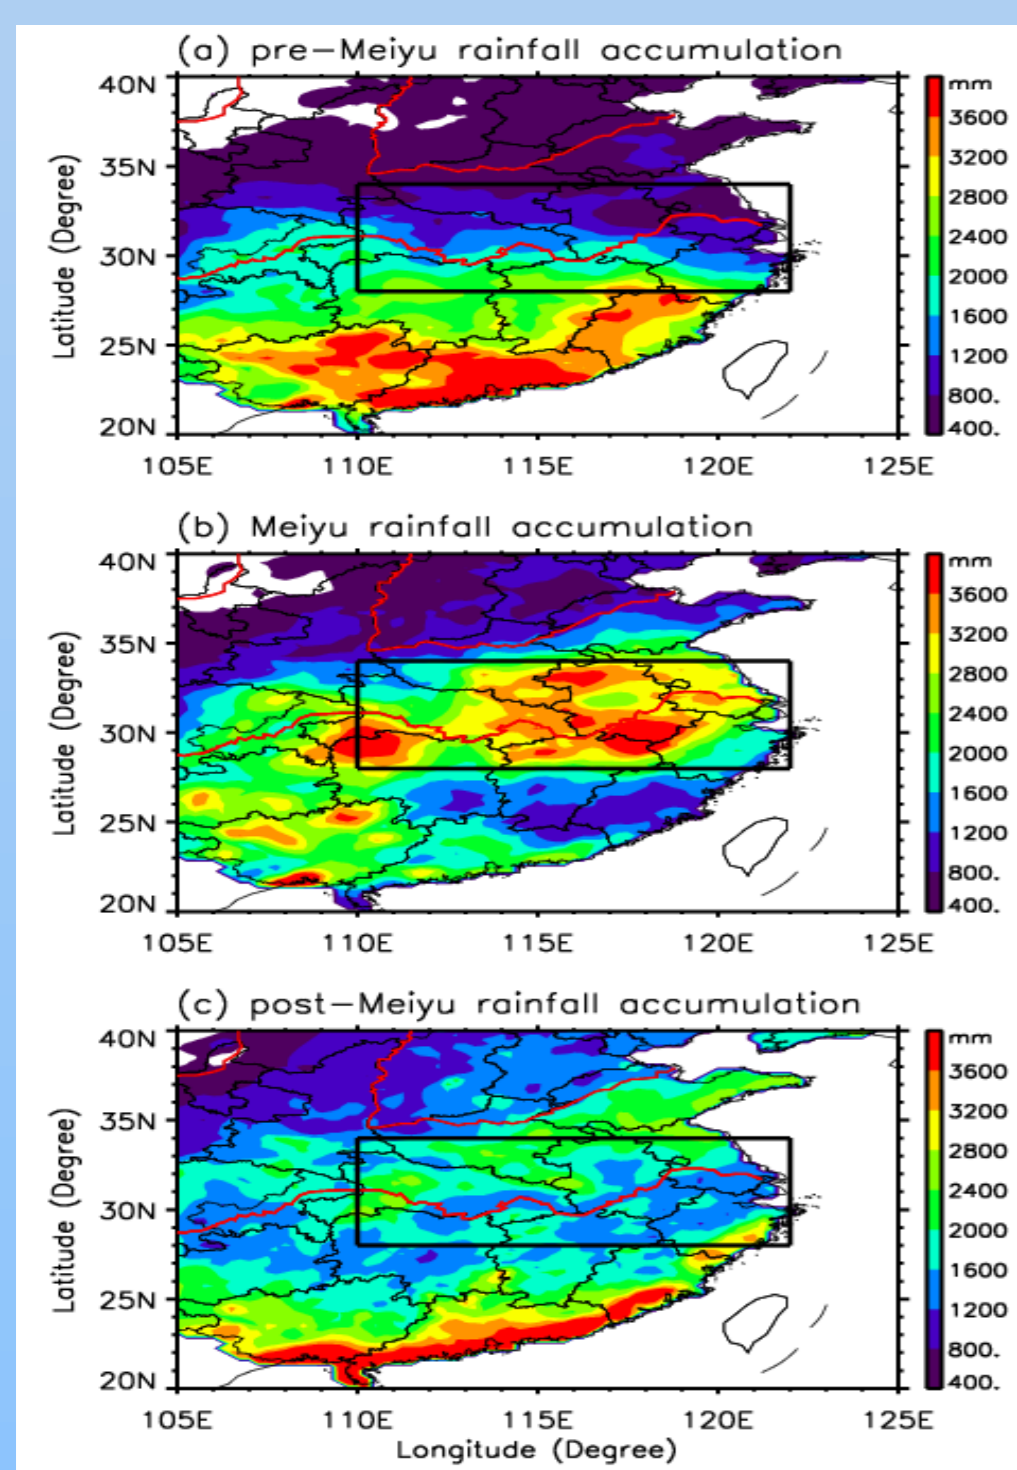 (a) pre-Meiyu rainfall accumulation
40N
35N
30N
25N
20N
Latitude (Degree)
105E 110E 115E 120E 125E
mm
3600
3200
2800
2400
2000
1600
1200
800.
400.
(b) Meiyu rainfall accumulation
40N
35N
30N
25N
20N
Latitude (Degree)
105E 110E 115E 120E 125E
mm
3600
3200
2800
2400
2000
1600
1200
800.
400.
(c) post-Meiyu rainfall accumulation
40N
35N
30N
25N
20N
Latitude (Degree)
105E 110E 115E 120E 125E
Longitude (Degree)
mm
3600
3200
2800
2400
2000
1600
1200
800.
400.